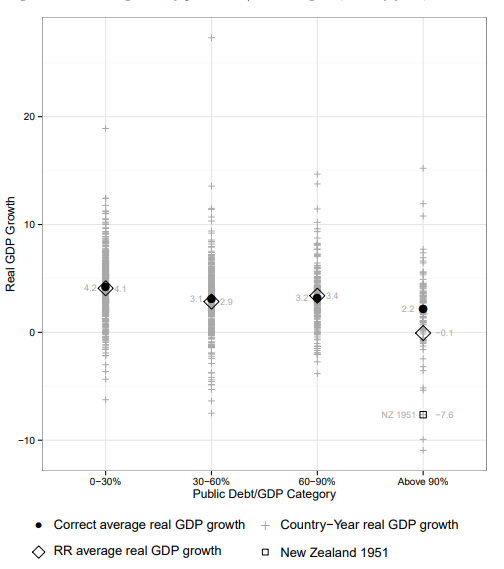 20
10
0
−10
Real GDP Growth
4.2 4.1
3.1 2.9
3.2 3.4
2.2
−0.1
NZ 1951 −7.6
0−30% 30−60% 60−90% Above 90%
Public Debt/GDP Category
Correct average real GDP growth Country−Year real GDP growth
RR average real GDP growth New Zealand 1951